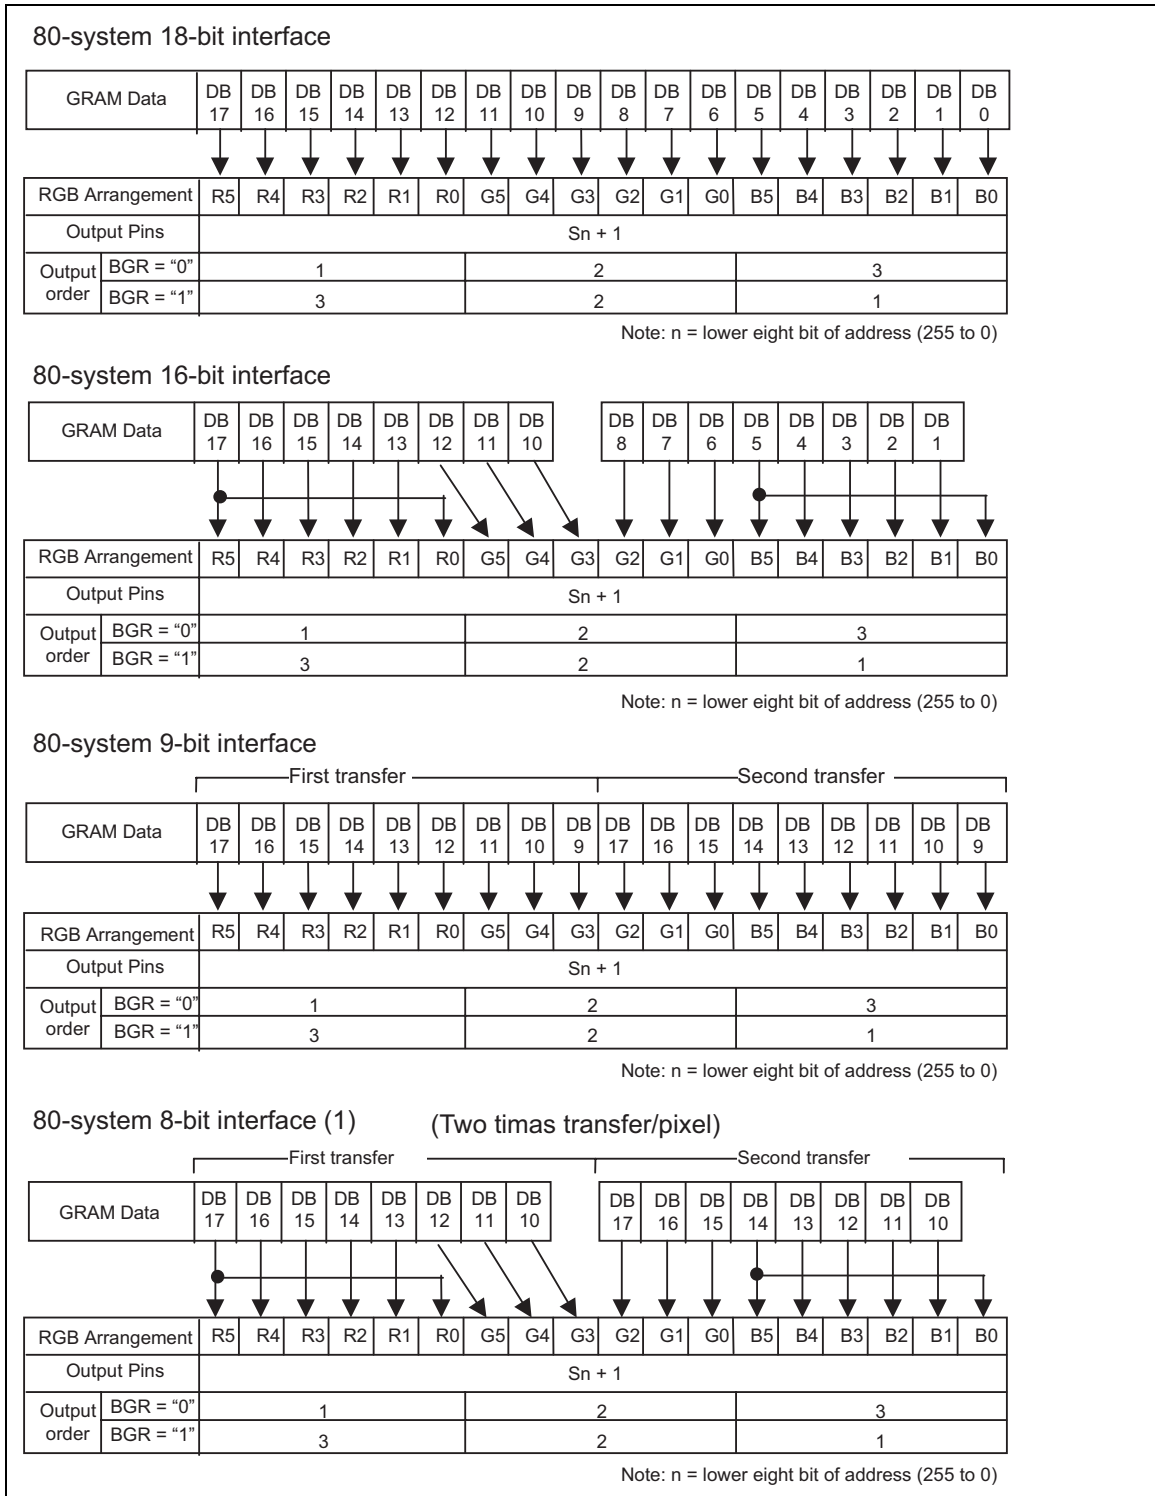 80-system 18-bit interface
GRAM Data DB 17 DB 16 DB 15 DB 14 DB 13 DB 12 DB 11 DB 10 DB 9 DB 8 DB 7 DB 6 DB 5 DB 4 DB 3 DB 2 DB 1 DB 0
RGB Arrangement R5 R4 R3 R2 R1 R0 G5 G4 G3 G2 G1 G0 B5 B4 B3 B2 B1 B0
Output Pins Sn + 1
Output order BGR = “0” 1 2 3
BGR = “1” 3 2 1
Note: n = lower eight bit of address (255 to 0)
80-system 16-bit interface
GRAM Data DB 17 DB 16 DB 15 DB 14 DB 13 DB 12 DB 11 DB 10 DB 8 DB 7 DB 6 DB 5 DB 4 DB 3 DB 2 DB 1
RGB Arrangement R5 R4 R3 R2 R1 R0 G5 G4 G3 G2 G1 G0 B5 B4 B3 B2 B1 B0
Output Pins Sn + 1
Output order BGR = “0” 1 2 3
BGR = “1” 3 2 1
Note: n = lower eight bit of address (255 to 0)
80-system 9-bit interface
First transfer Second transfer
GRAM Data DB 17 DB 16 DB 15 DB 14 DB 13 DB 12 DB 11 DB 10 DB 9 DB 17 DB 16 DB 15 DB 14 DB 13 DB 12 DB 11 DB 10 DB 9
RGB Arrangement R5 R4 R3 R2 R1 R0 G5 G4 G3 G2 G1 G0 B5 B4 B3 B2 B1 B0
Output Pins Sn + 1
Output order BGR = “0” 1 2 3
BGR = “1” 3 2 1
Note: n = lower eight bit of address (255 to 0)
80-system 8-bit interface (1) (Two timas transfer/pixel)
First transfer Second transfer
GRAM Data DB 17 DB 16 DB 15 DB 14 DB 13 DB 12 DB 11 DB 10 DB 17 DB 16 DB 15 DB 14 DB 13 DB 12 DB 11 DB 10
RGB Arrangement R5 R4 R3 R2 R1 R0 G5 G4 G3 G2 G1 G0 B5 B4 B3 B2 B1 B0
Output Pins Sn + 1
Output order BGR = “0” 1 2 3
BGR = “1” 3 2 1
Note: n = lower eight bit of address (255 to 0)